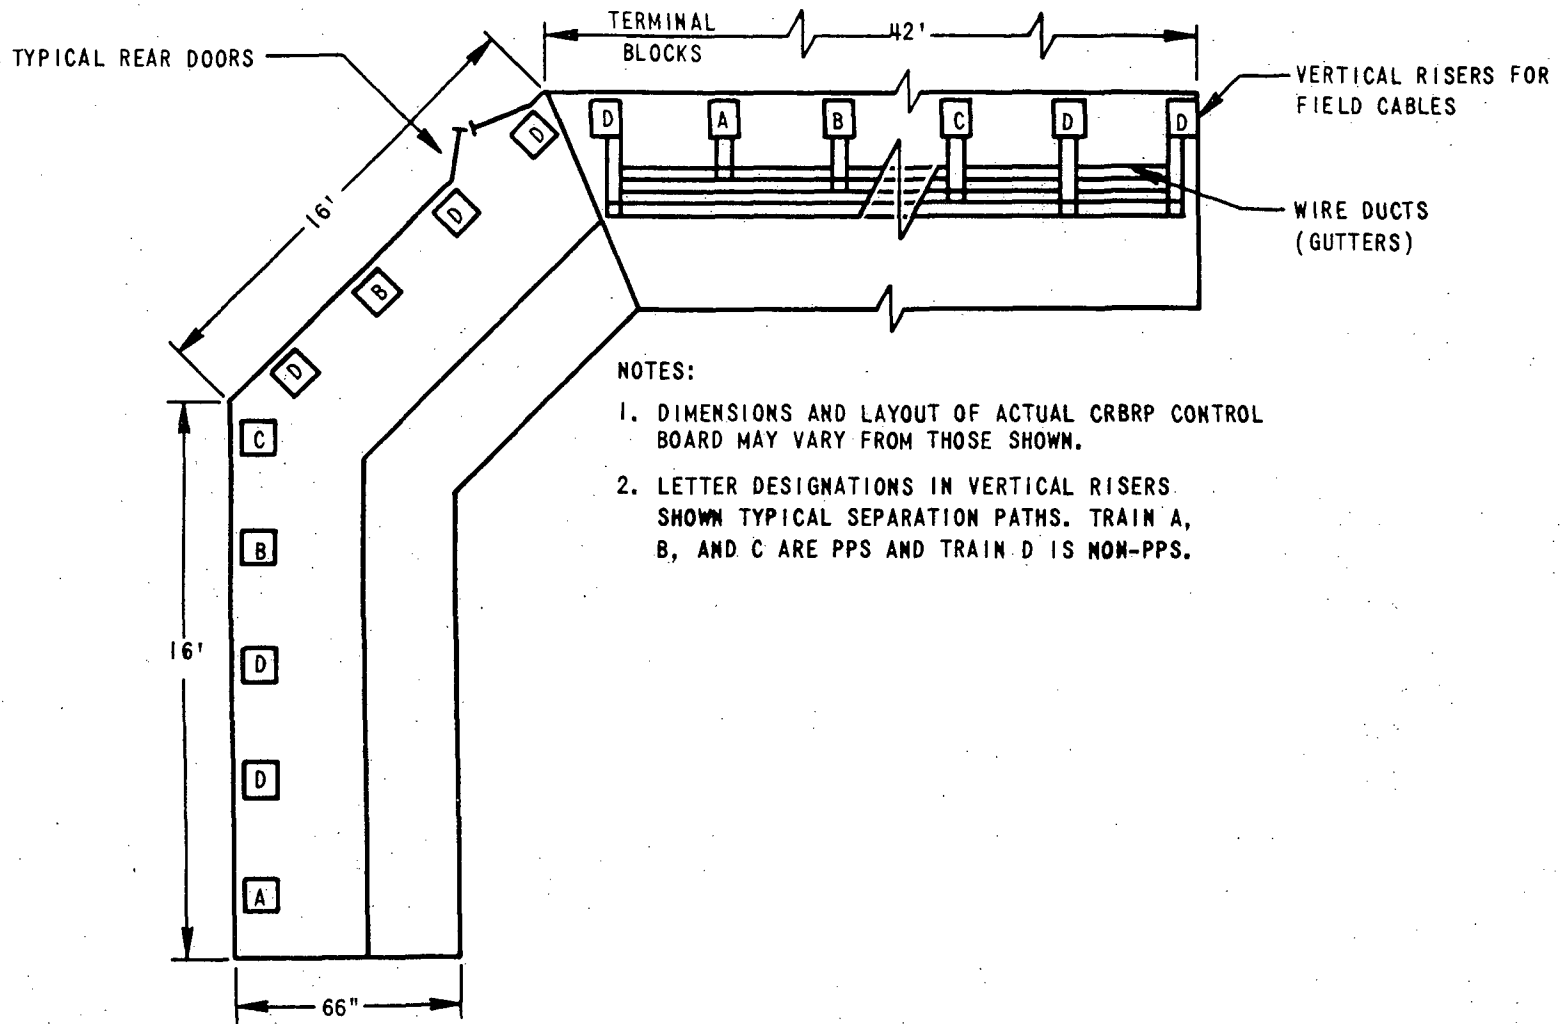 TERMINAL
BLOCKS
42'
TYPICAL REAR DOORS
VERTICAL RISERS FOR
FIELD CABLES
D
A
B
C
D
D
D
D
B
D
16'
WIRE DUCTS
(GUTTERS)
C
B
D
D
A
16'
66"
NOTES:
1. DIMENSIONS AND LAYOUT OF ACTUAL CRBRP CONTROL
BOARD MAY VARY FROM THOSE SHOWN.
2. LETTER DESIGNATIONS IN VERTICAL RISERS
SHOWN TYPICAL SEPARATION PATHS. TRAIN A,
B, AND C ARE PPS AND TRAIN D IS NON-PPS.